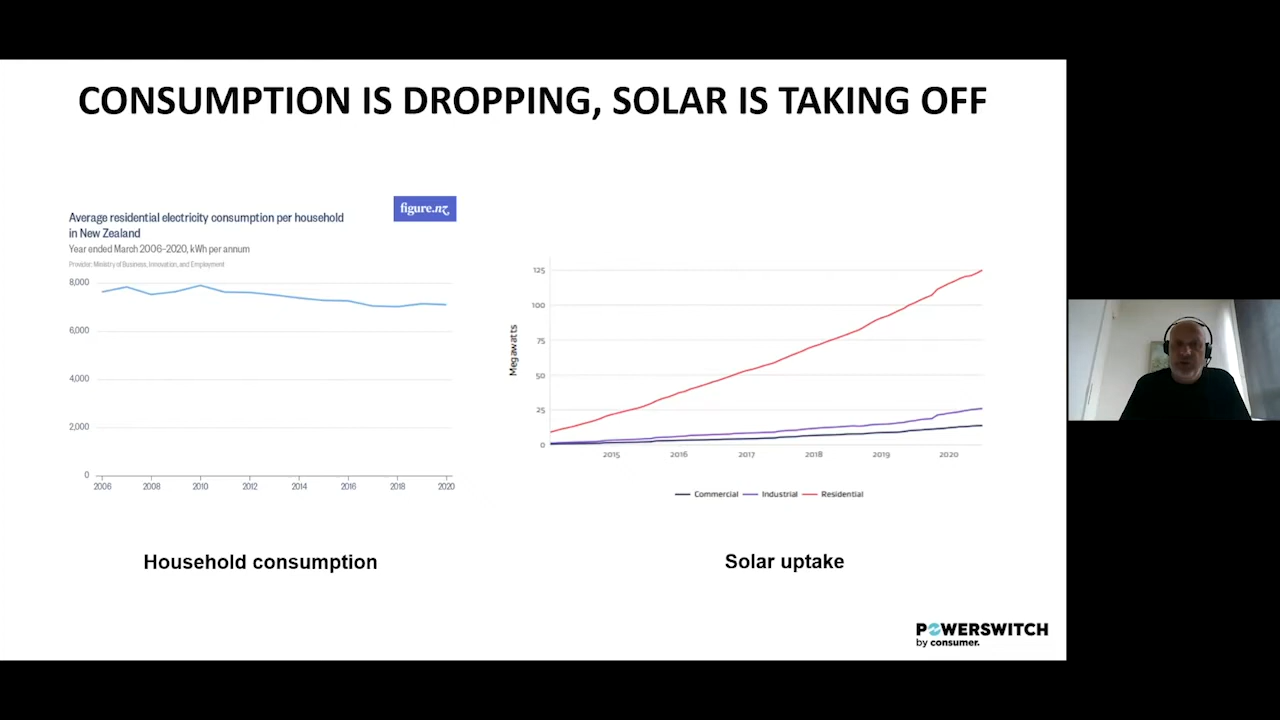 CONSUMPTION IS DROPPING, SOLAR IS TAKING OFF
figure.nz
Average residential electricity consumption per household
in New Zealand
Year ended March 2006–2020, kWh per annum
Provider: Ministry of Business, Innovation, and Employment
8,000
6,000
4,000
2,000
0
2006 2008 2010 2012 2014 2016 2018 2020
Household consumption
Megawatts
125
100
75
50
25
0
2015 2016 2017 2018 2019 2020
Commercial Industrial Residential
Solar uptake
POWERSWITCH
by consumer.